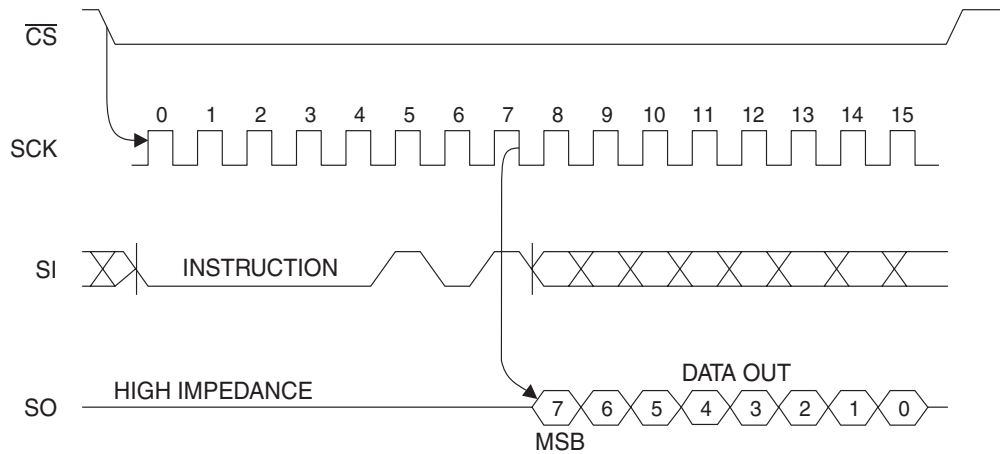 CS
0 1 2 3 4 5 6 7 8 9 10 11 12 13 14 15
SCK
SI INSTRUCTION
HIGH IMPEDANCE DATA OUT
SO 7 6 5 4 3 2 1 0
MSB